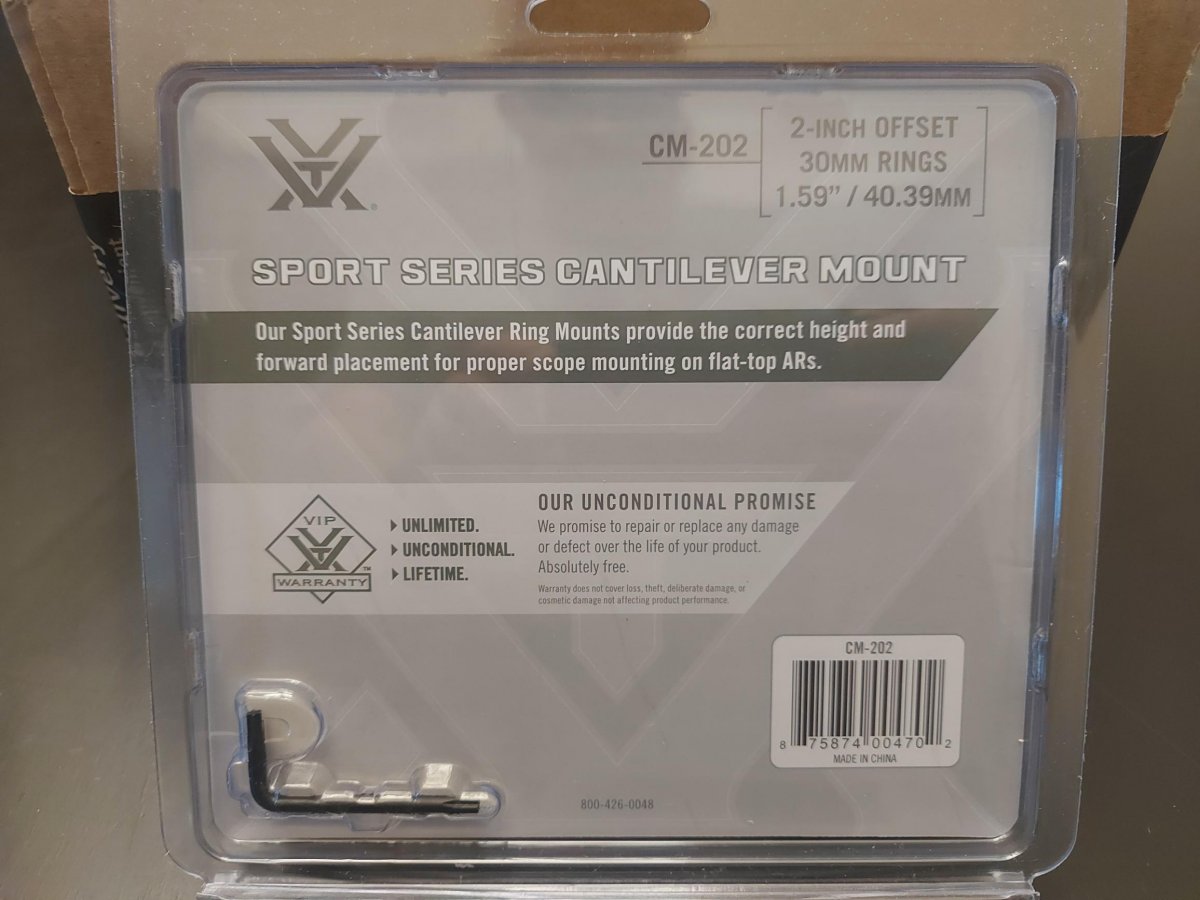 CM-202
2-INCH OFFSET
30MM RINGS
1.59” / 40.39MM
SPORT SERIES CANTILEVER MOUNT
Our Sport Series Cantilever Ring Mounts provide the correct height and
forward placement for proper scope mounting on flat-top ARs.
VIP
WARRANTY™
UNLIMITED.
UNCONDITIONAL.
LIFETIME.
OUR UNCONDITIONAL PROMISE
We promise to repair or replace any damage
or defect over the life of your product.
Absolutely free.
Warranty does not cover loss, theft, deliberate damage, or
cosmetic damage not affecting product performance.
CM-202
8 75874 00470 2
MADE IN CHINA
800-426-0048